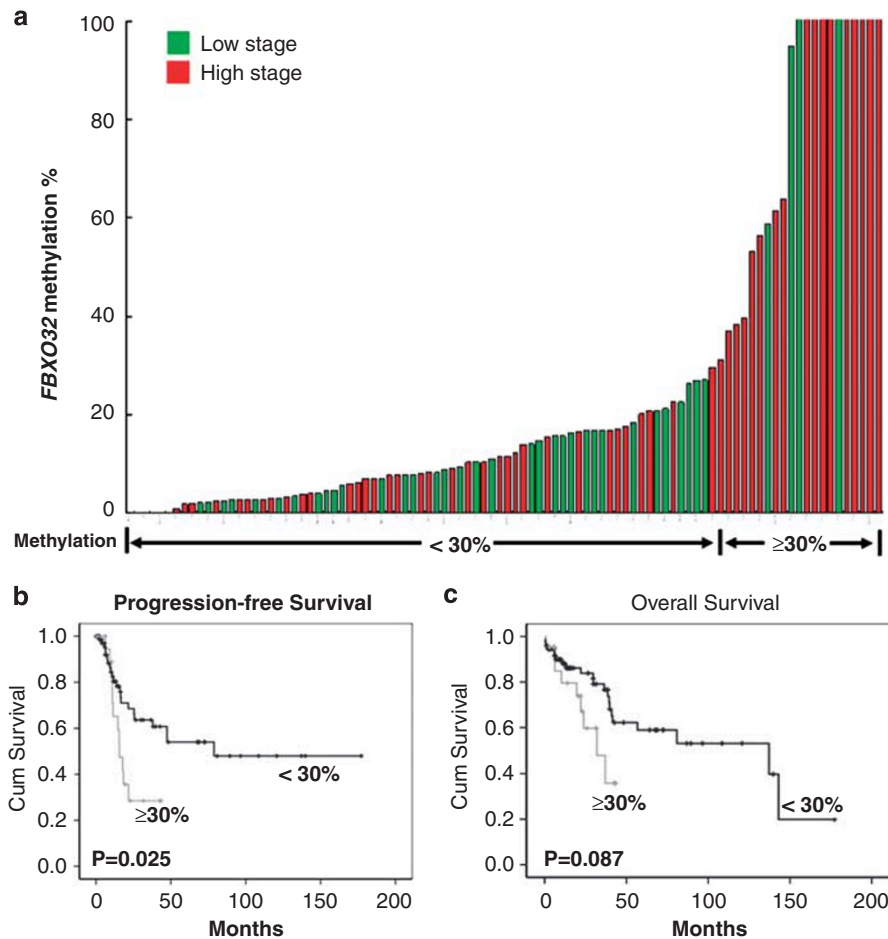 a
100
80
60
40
20
0
FBXO32 methylation %
Low stage
High stage
Methylation
< 30%
≥30%
b
Progression-free Survival
1.0
0.8
0.6
0.4
0.2
0.0
Cum Survival
< 30%
≥30%
P=0.025
0 50 100 150 200
Months
c
Overall Survival
1.0
0.8
0.6
0.4
0.2
0.0
Cum Survival
≥30%
< 30%
P=0.087
0 50 100 150 200
Months